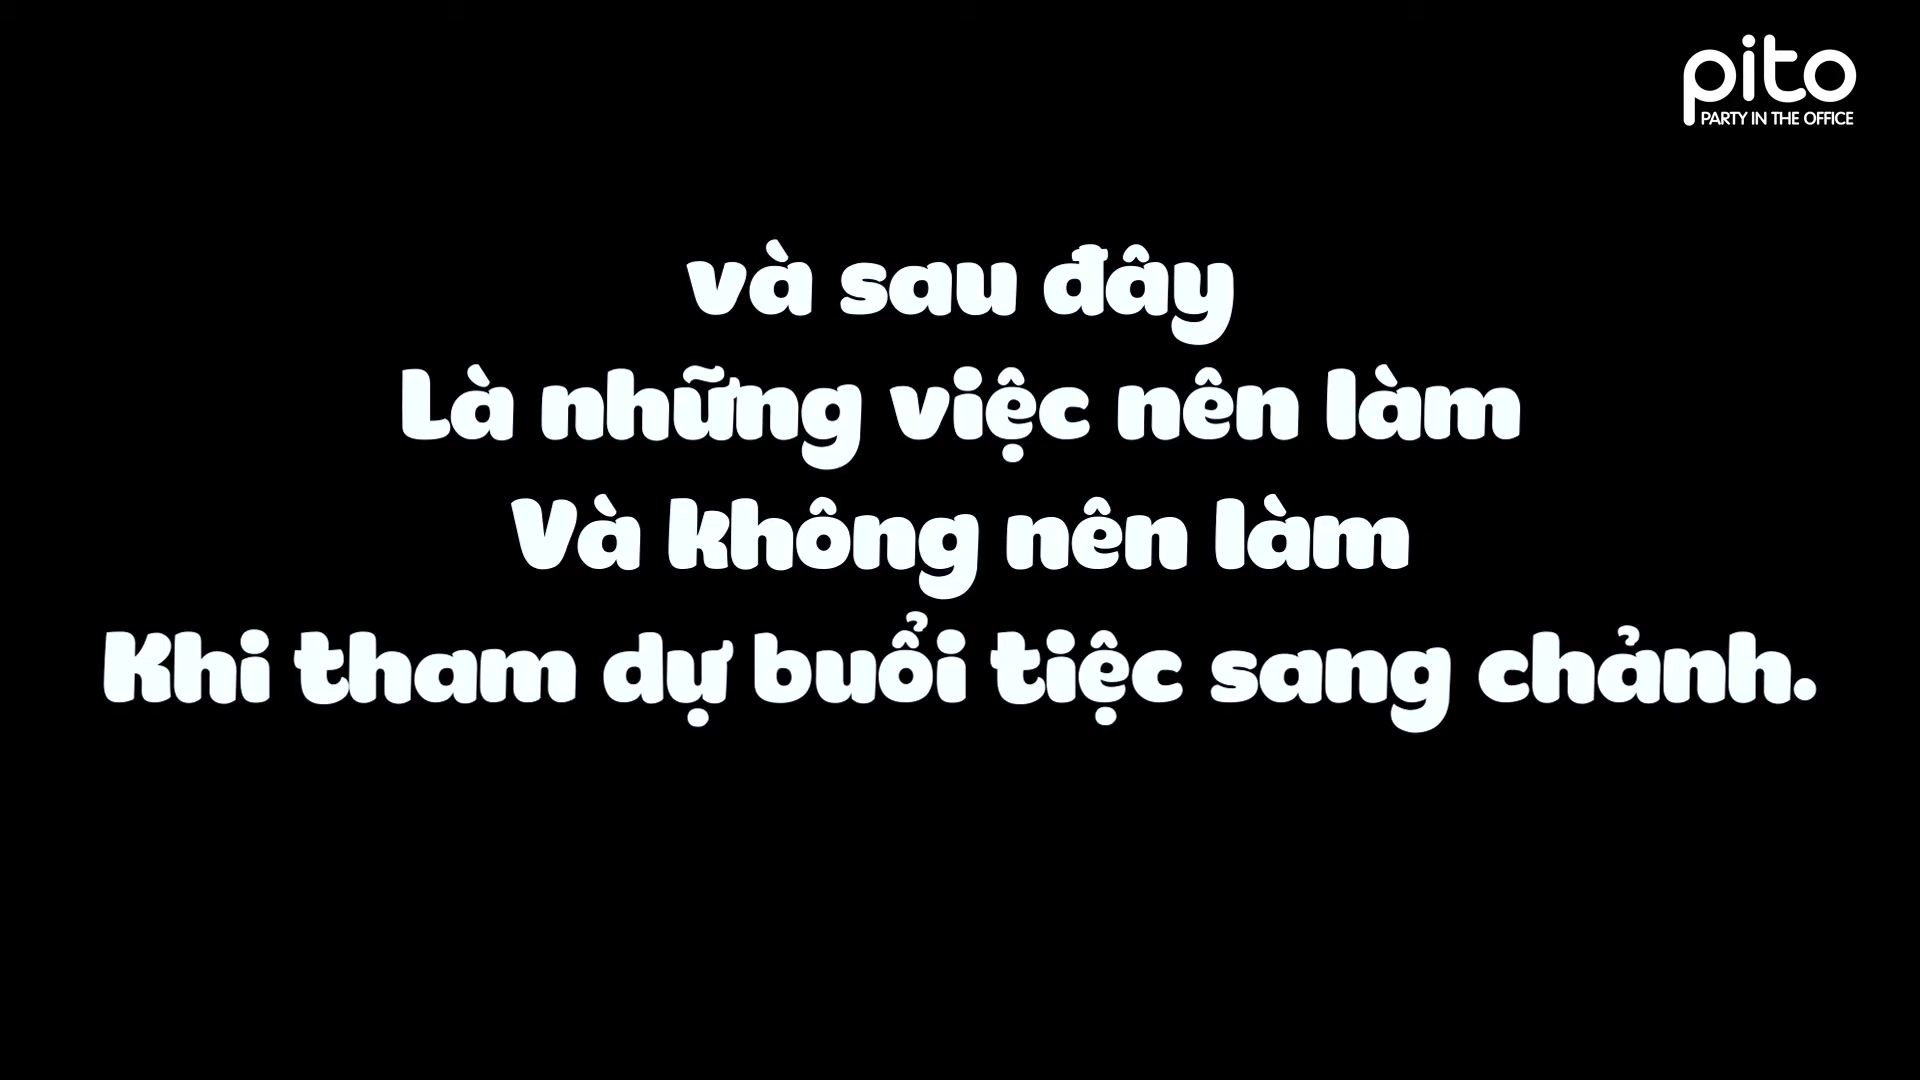 pito
PARTY IN THE OFFICE
và sau đây
Là những việc nên làm
Và không nên làm
Khi tham dự buổi tiệc sang chảnh.